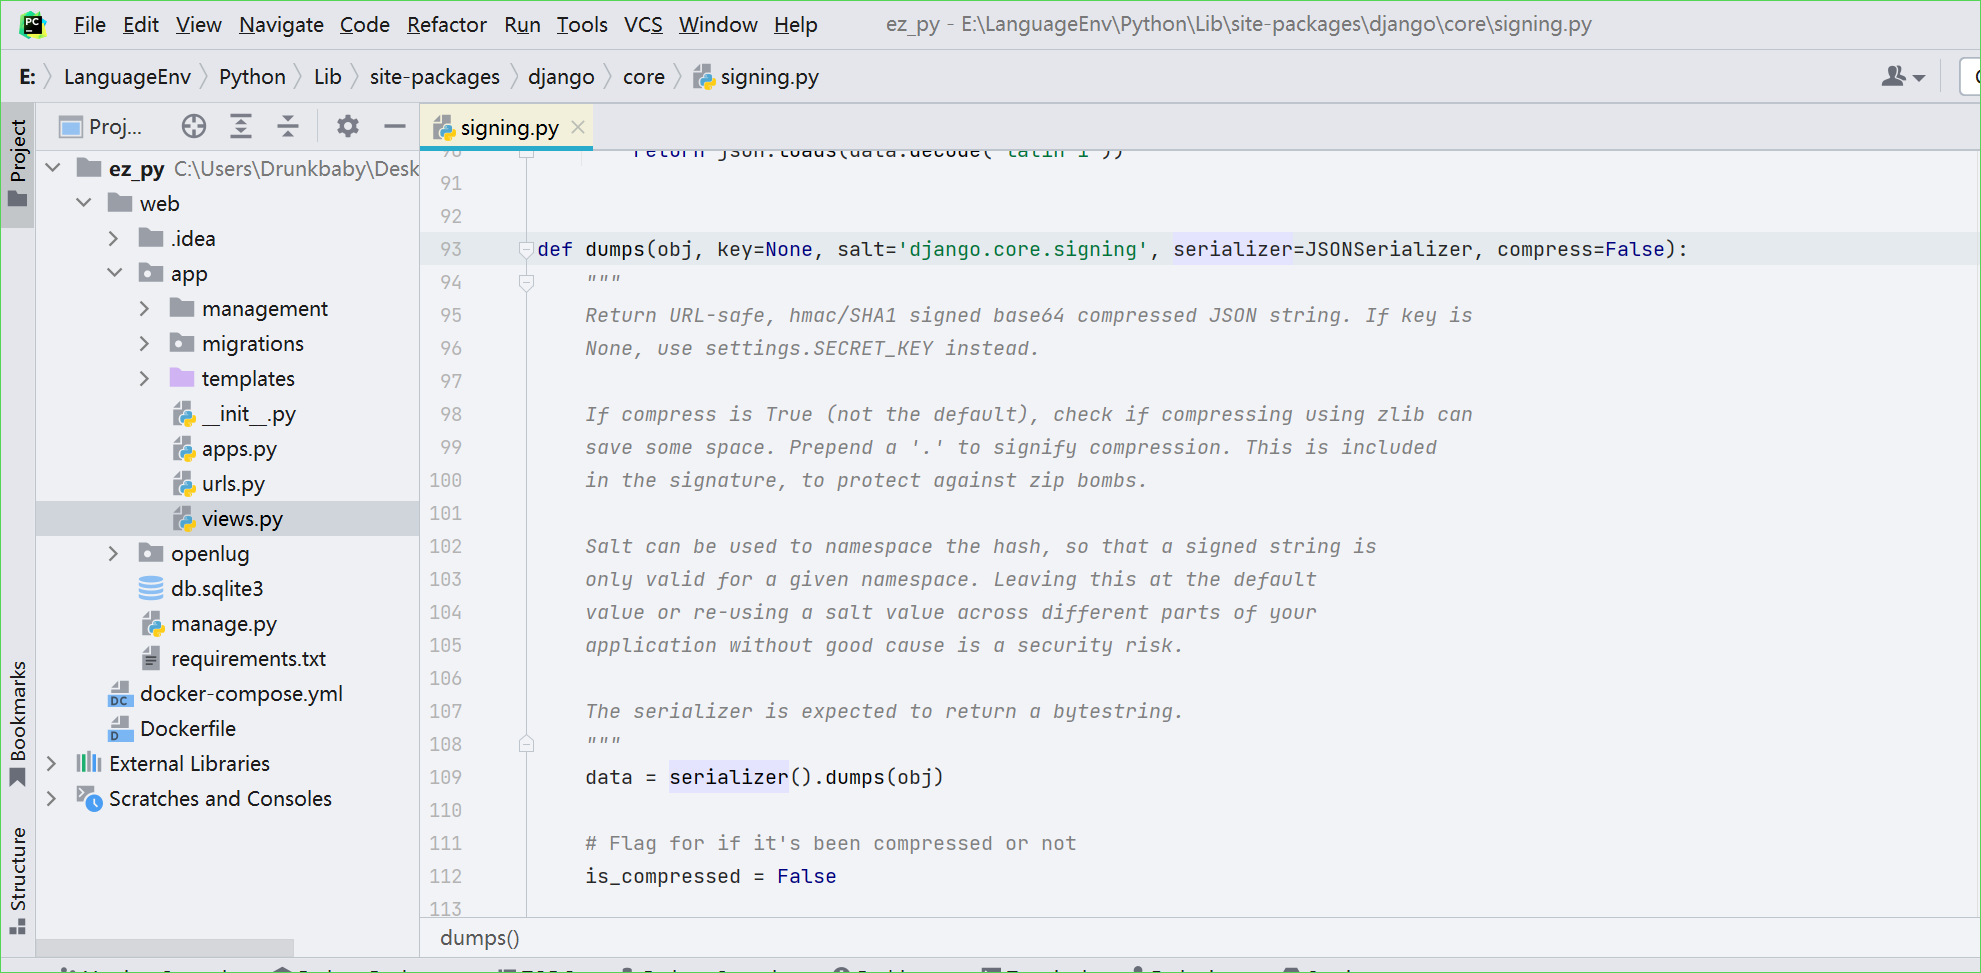 PC
File Edit View Navigate Code Refactor Run Tools VCS Window Help ez_py - E:\LanguageEnv\Python\Lib\site-packages\django\core\signing.py
E: LanguageEnv Python Lib site-packages django core signing.py
Project
Bookmarks
Structure
Proj...
ez_py C:\Users\Drunkbaby\Desk
web
.idea
app
management
migrations
templates
__init__.py
apps.py
urls.py
views.py
openlug
db.sqlite3
manage.py
requirements.txt
DC docker-compose.yml
D Dockerfile
External Libraries
Scratches and Consoles
signing.py
90 return json.loads(data.decode('latin-1'))
91
92
93 def dumps(obj, key=None, salt='django.core.signing', serializer=JSONSerializer, compress=False):
94 """
95 Return URL-safe, hmac/SHA1 signed base64 compressed JSON string. If key is
96 None, use settings.SECRET_KEY instead.
97
98 If compress is True (not the default), check if compressing using zlib can
99 save some space. Prepend a '.' to signify compression. This is included
100 in the signature, to protect against zip bombs.
101
102 Salt can be used to namespace the hash, so that a signed string is
103 only valid for a given namespace. Leaving this at the default
104 value or re-using a salt value across different parts of your
105 application without good cause is a security risk.
106
107 The serializer is expected to return a bytestring.
108 """
109 data = serializer().dumps(obj)
110
111 # Flag for if it's been compressed or not
112 is_compressed = False
113
dumps()